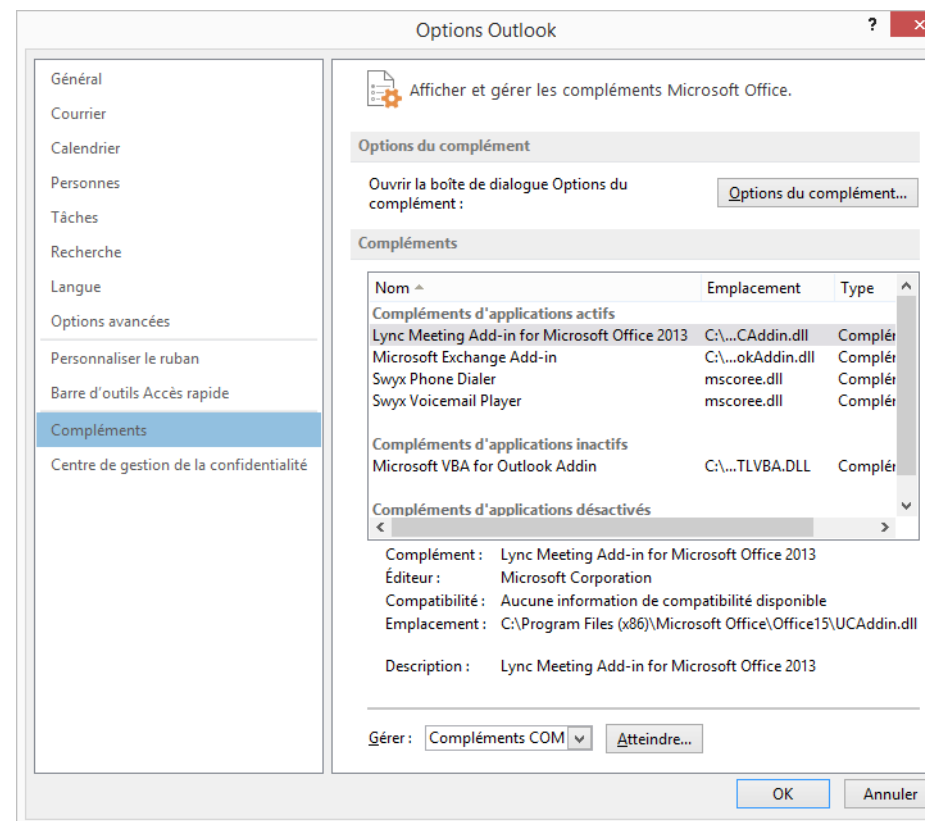 Options Outlook
?
Général
Courrier
Calendrier
Personnes
Tâches
Recherche
Langue
Options avancées
Personnaliser le ruban
Barre d'outils Accès rapide
Compléments
Centre de gestion de la confidentialité
Afficher et gérer les compléments Microsoft Office.
Options du complément
Ouvrir la boîte de dialogue Options du
complément :
Options du complément...
Compléments
Nom Emplacement Type
Compléments d'applications actifs
Lync Meeting Add-in for Microsoft Office 2013 C:\...CAddin.dll Complér
Microsoft Exchange Add-in C:\...okAddin.dll Complér
Swyx Phone Dialer mscoree.dll Complér
Swyx Voicemail Player mscoree.dll Complér
Compléments d'applications inactifs
Microsoft VBA for Outlook Addin C:\...TLVBA.DLL Complér
Compléments d'applications désactivés
Complément : Lync Meeting Add-in for Microsoft Office 2013
Éditeur : Microsoft Corporation
Compatibilité : Aucune information de compatibilité disponible
Emplacement : C:\Program Files (x86)\Microsoft Office\Office15\UCAddin.dll
Description : Lync Meeting Add-in for Microsoft Office 2013
Gérer : Compléments COM Atteindre...
OK Annuler